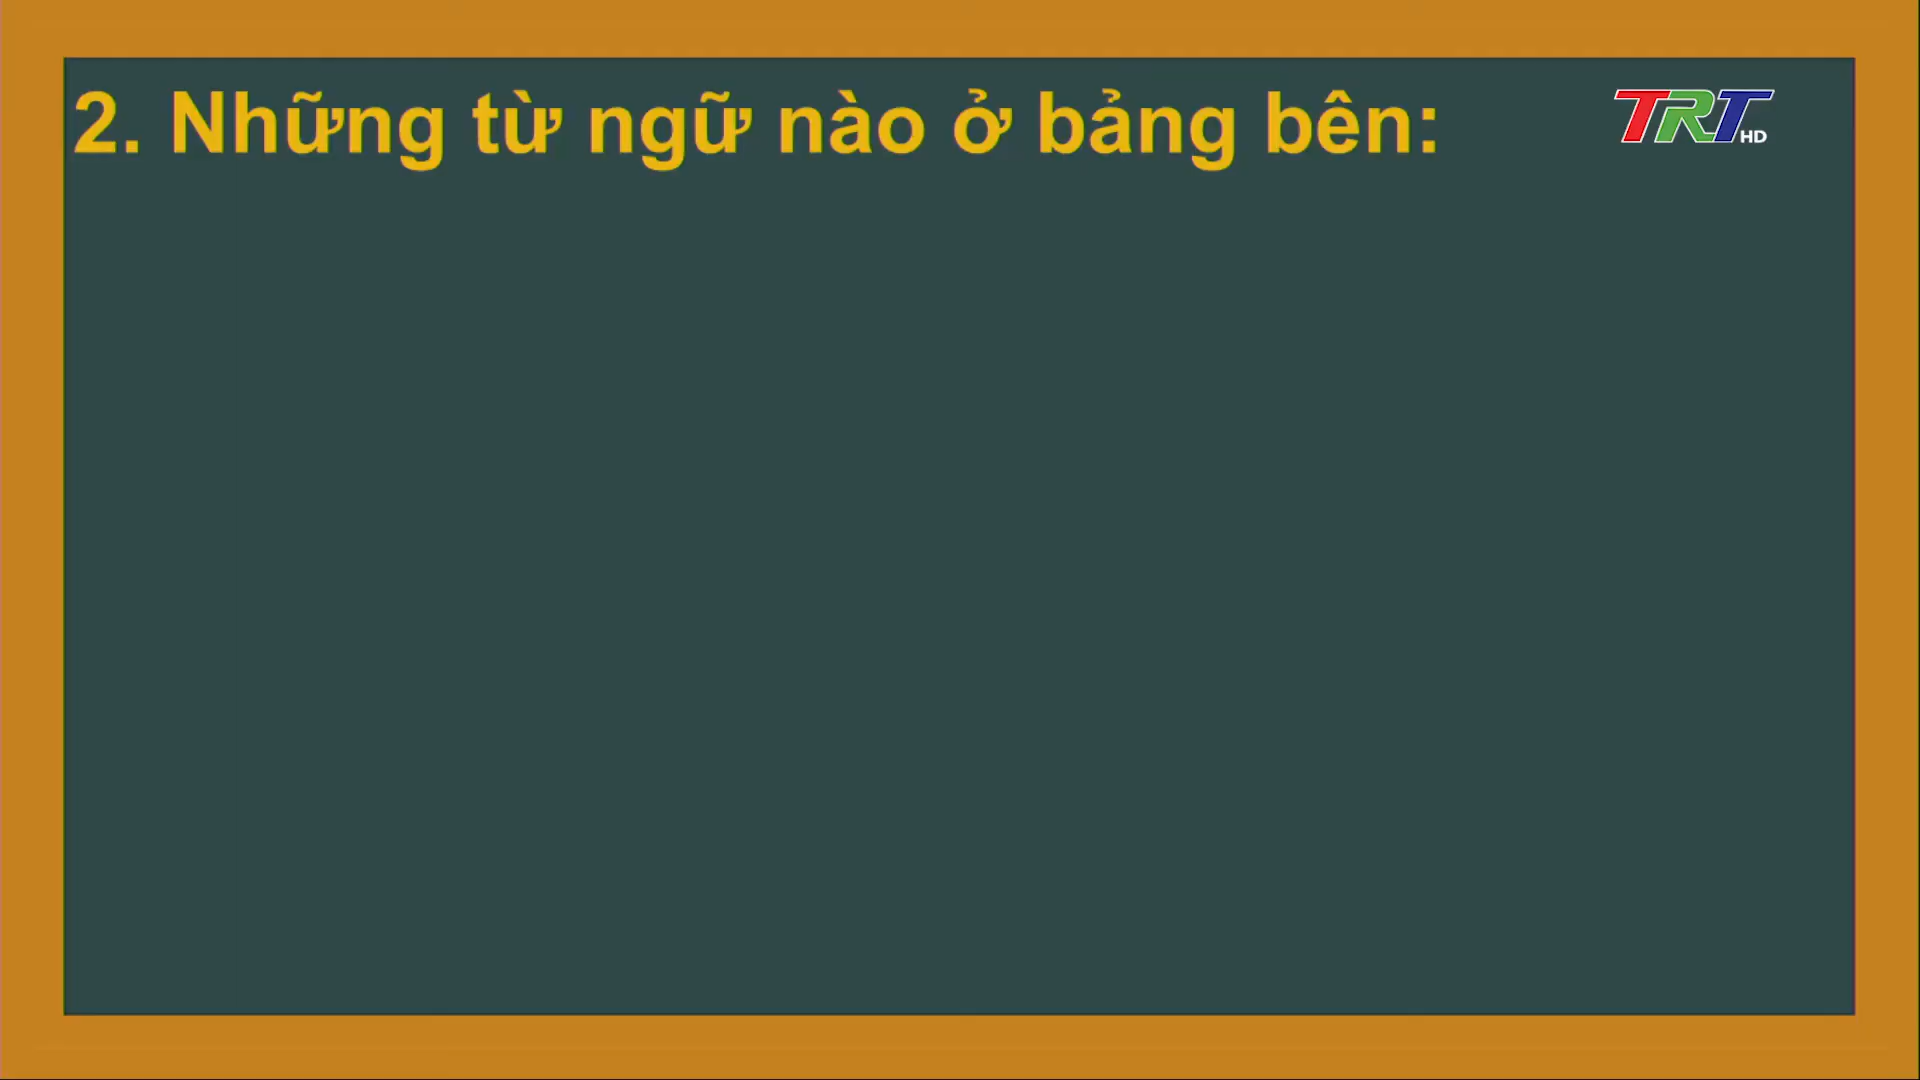 2. Những từ ngữ nào ở bảng bên:
TRT HD